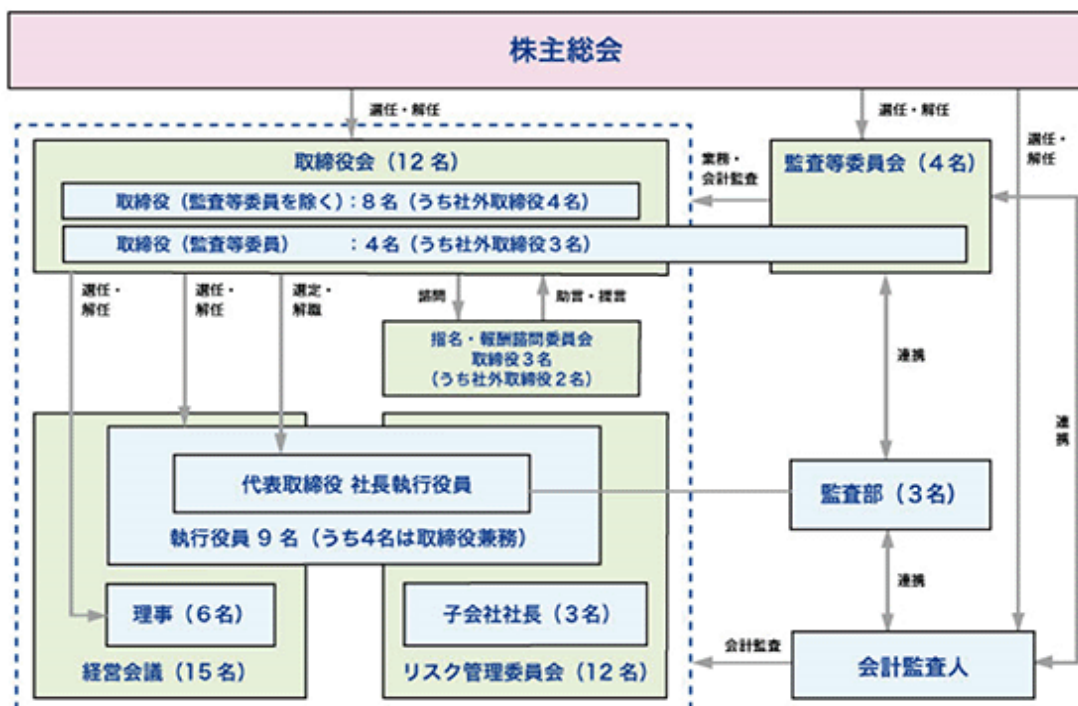 株主総会
選任・解任
選任・解任
選任・
解任
取締役会（12名）
取締役（監査等委員を除く）：8名（うち社外取締役4名）
取締役（監査等委員）　　：4名（うち社外取締役3名）
業務・
会計監査
監査等委員会（4名）
選任・
解任
選任・
解任
選定・
解職
諮問
助言・提言
指名・報酬諮問委員会
取締役3名
（うち社外取締役2名）
連携
連携
代表取締役 社長執行役員
執行役員 9 名（うち4名は取締役兼務）
監査部（3名）
連携
理事（6名）
子会社社長（3名）
経営会議（15名）
リスク管理委員会（12名）
会計監査
会計監査人